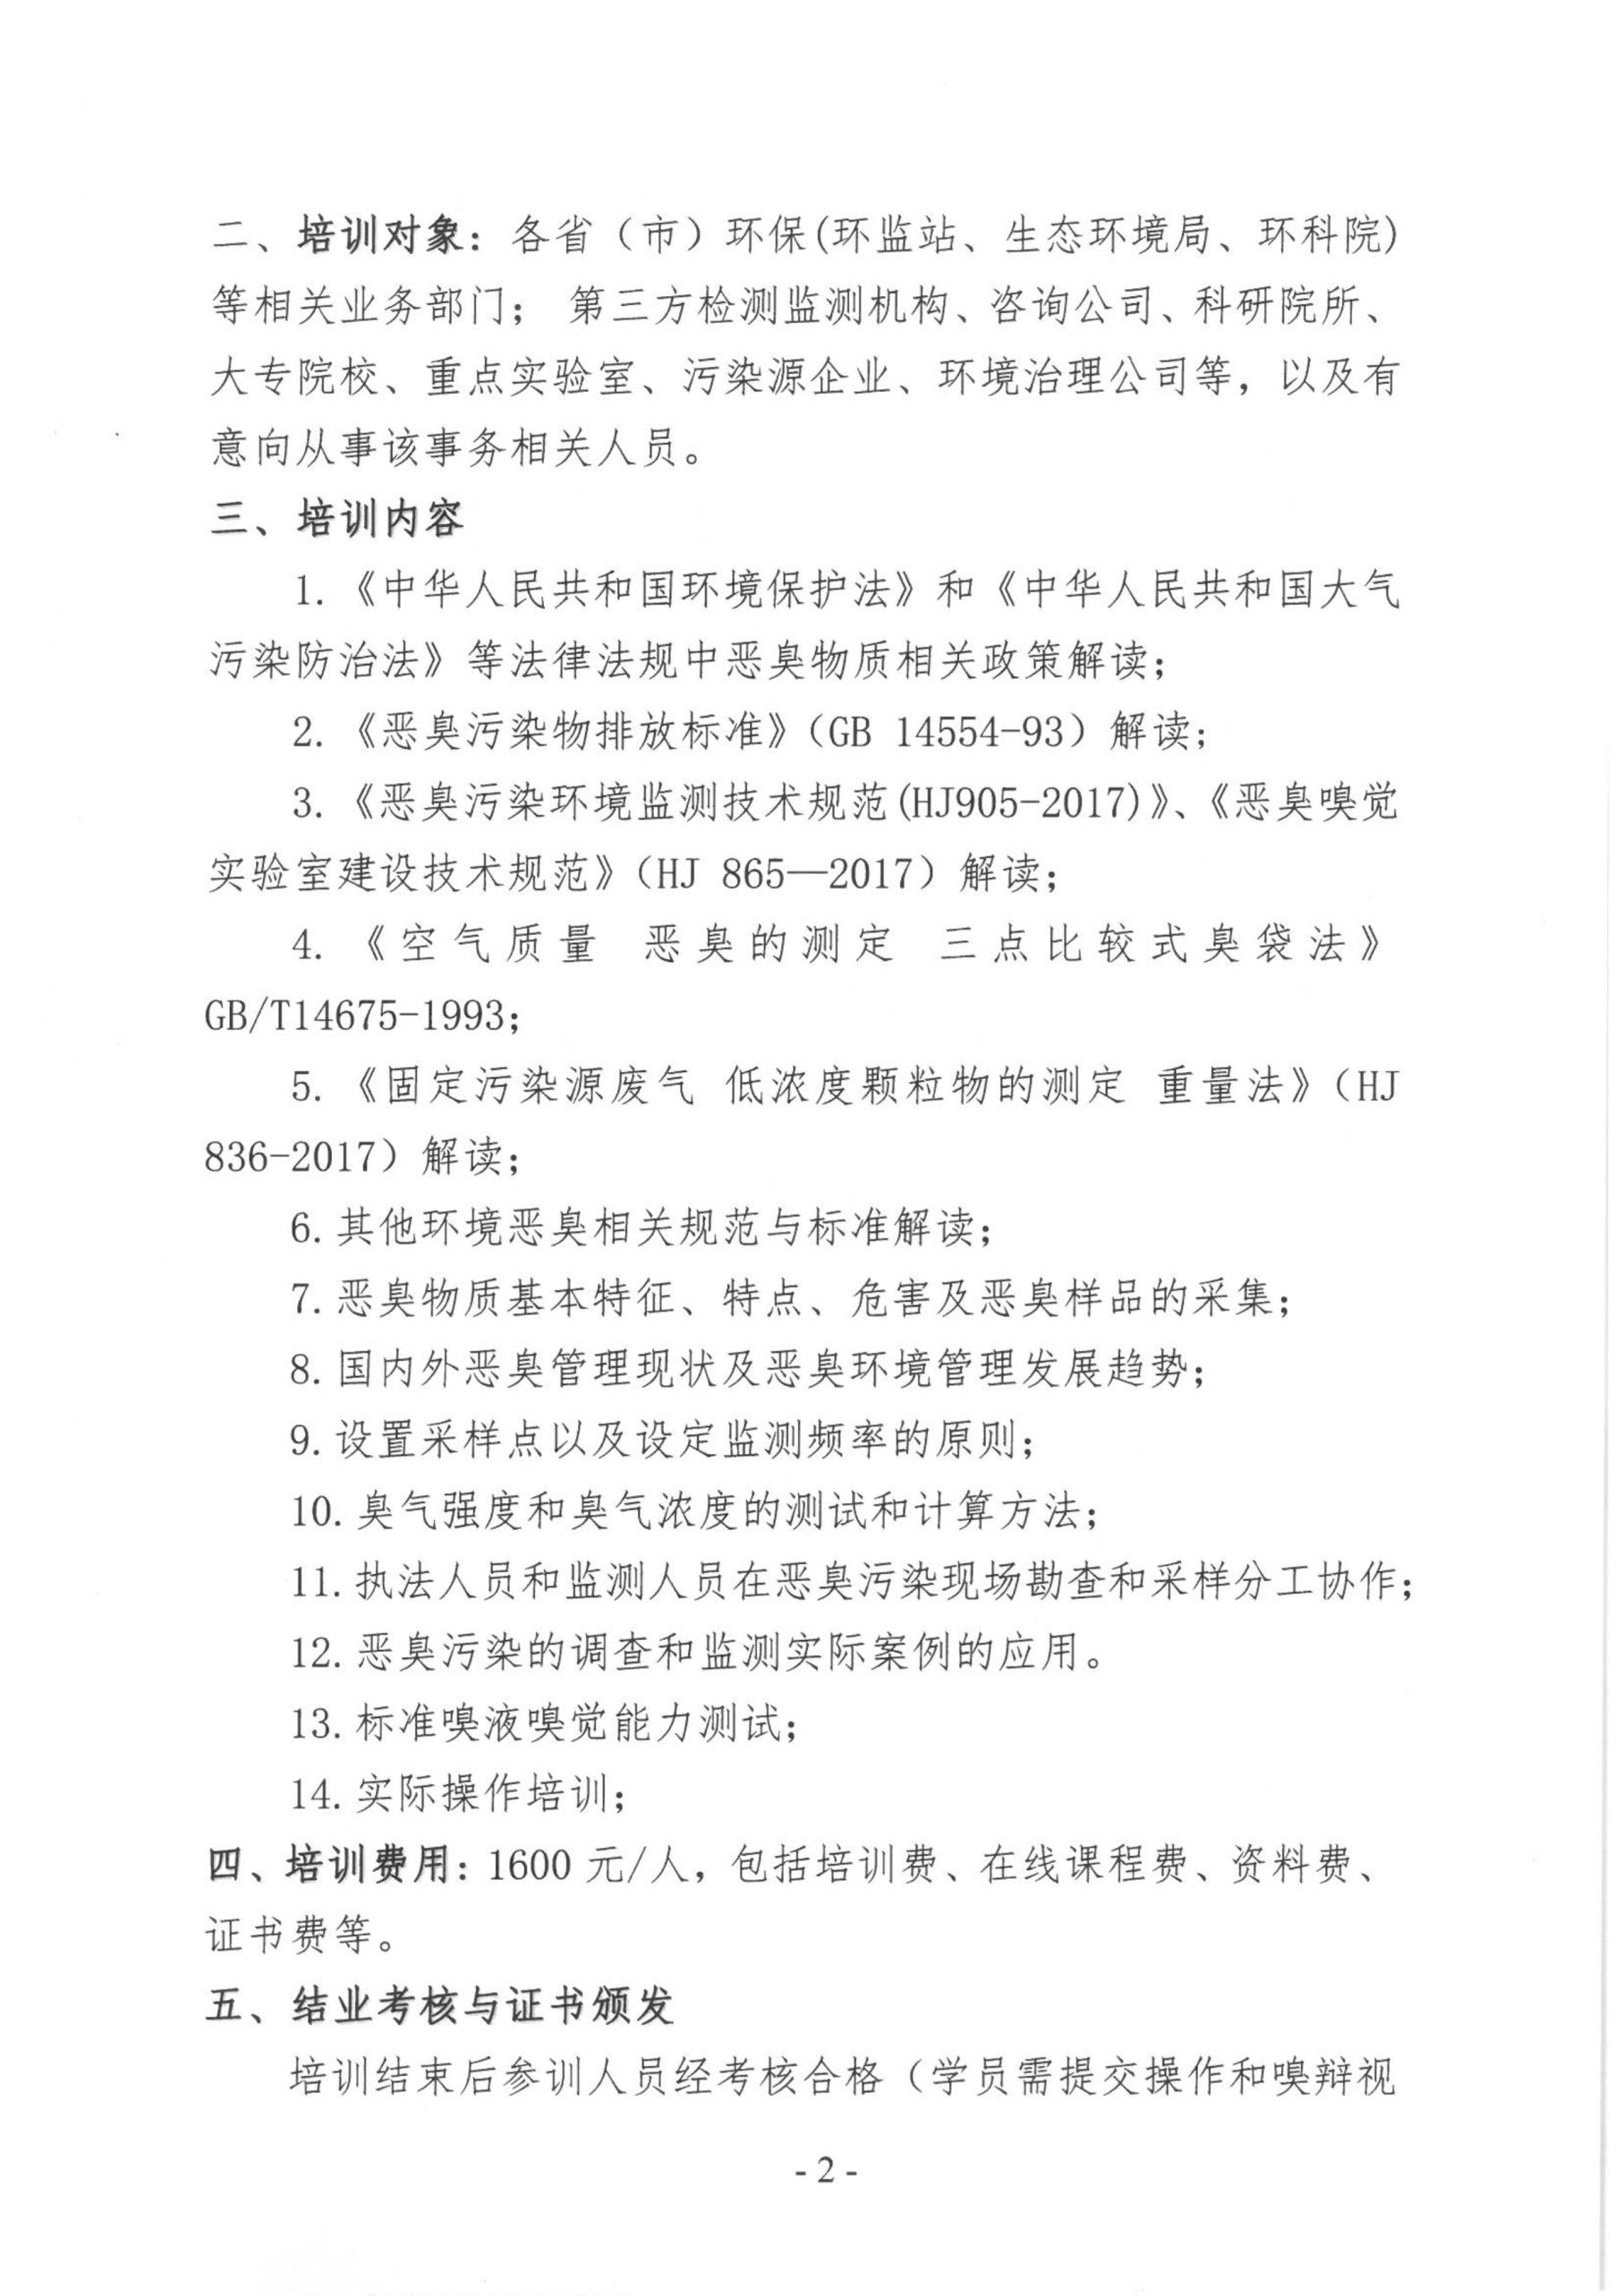 二、培训对象：各省（市）环保(环监站、生态环境局、环科院)
等相关业务部门； 第三方检测监测机构、咨询公司、科研院所、
大专院校、重点实验室、污染源企业、环境治理公司等，以及有
意向从事该事务相关人员。
三、培训内容
1.《中华人民共和国环境保护法》和《中华人民共和国大气
污染防治法》等法律法规中恶臭物质相关政策解读；
2.《恶臭污染物排放标准》（GB 14554-93）解读；
3.《恶臭污染环境监测技术规范(HJ905-2017)》、《恶臭嗅觉
实验室建设技术规范》（HJ 865—2017）解读；
4.《空气质量 恶臭的测定 三点比较式臭袋法》
GB/T14675-1993；
5.《固定污染源废气 低浓度颗粒物的测定 重量法》（HJ
836-2017）解读；
6.其他环境恶臭相关规范与标准解读；
7.恶臭物质基本特征、特点、危害及恶臭样品的采集；
8.国内外恶臭管理现状及恶臭环境管理发展趋势；
9.设置采样点以及设定监测频率的原则；
10.臭气强度和臭气浓度的测试和计算方法；
11.执法人员和监测人员在恶臭污染现场勘查和采样分工协作；
12.恶臭污染的调查和监测实际案例的应用。
13.标准嗅液嗅觉能力测试；
14.实际操作培训；
四、培训费用：1600 元/人，包括培训费、在线课程费、资料费、
证书费等。
五、结业考核与证书颁发
培训结束后参训人员经考核合格（学员需提交操作和嗅辩视
- 2 -